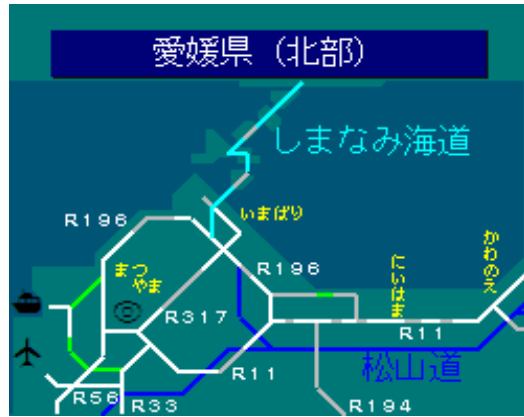 愛媛県（北部）
しまなみ海道
いまばり
R196
かわのえ
まつ
やま
R196
にいはま
R317
R11
松山道
R11
R56
R33
R194